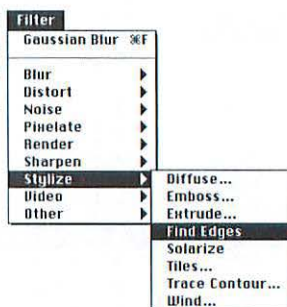 Filter
Gaussian Blur ⌘F
Blur
Distort
Noise
Pixelate
Render
Sharpen
Stylize
Video
Other
Diffuse...
Emboss...
Extrude...
Find Edges
Solarize
Tiles...
Trace Contour...
Wind...